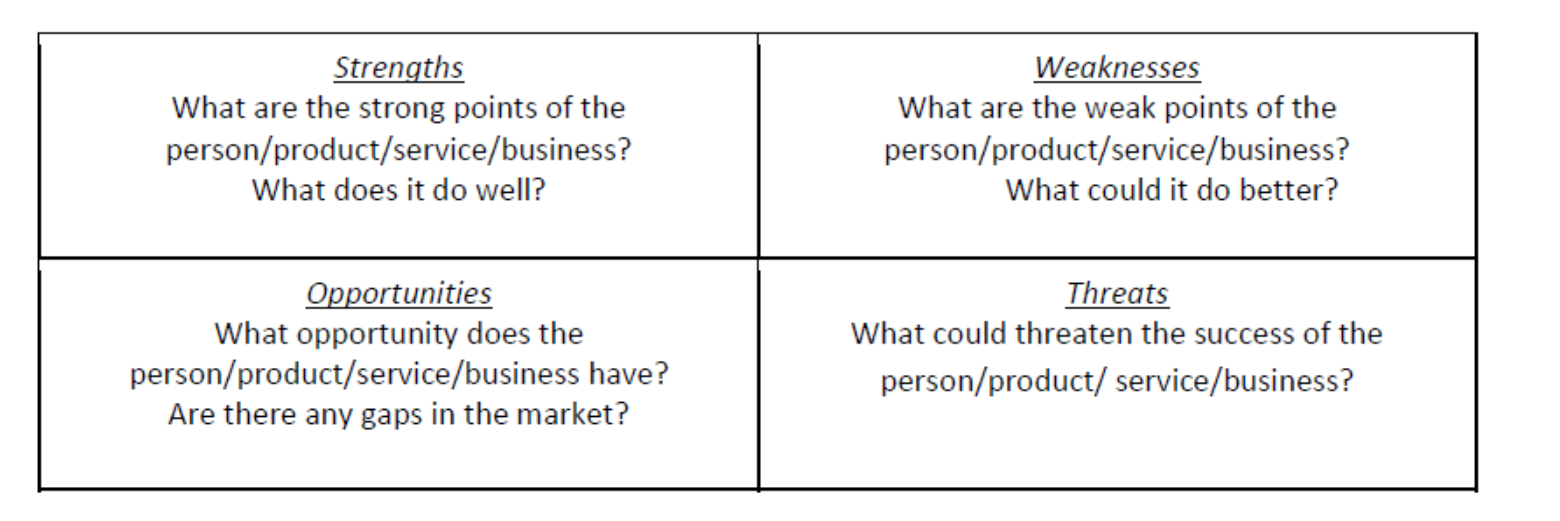 Strengths
What are the strong points of the
person/product/service/business?
What does it do well?
Weaknesses
What are the weak points of the
person/product/service/business?
What could it do better?
Opportunities
What opportunity does the
person/product/service/business have?
Are there any gaps in the market?
Threats
What could threaten the success of the
person/product/ service/business?